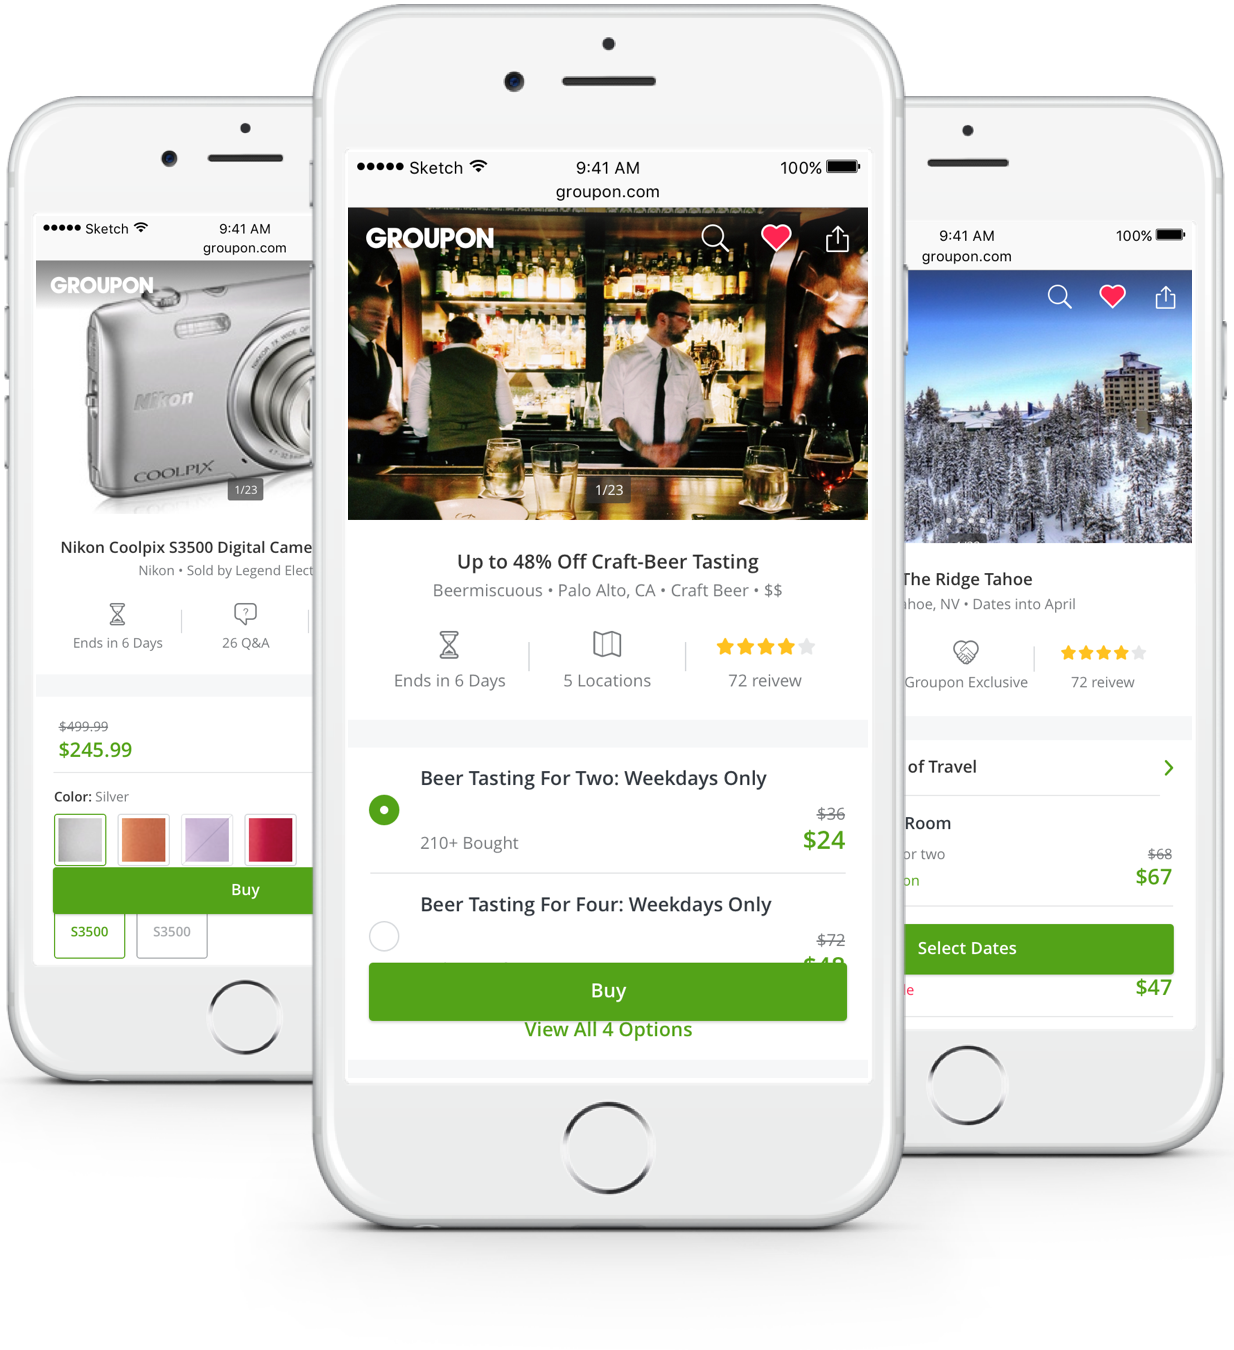 Sketch
9:41 AM
groupon.com
GROUPON
Nikon
COOLPIX
1/23
Nikon Coolpix S3500 Digital Came
Nikon • Sold by Legend Elect
Ends in 6 Days
26 Q&A
$499.99
$245.99
Color: Silver
Buy
S3500
S3500
Sketch
9:41 AM
100%
groupon.com
GROUPON
1/23
Up to 48% Off Craft-Beer Tasting
Beermiscuous • Palo Alto, CA • Craft Beer • $$
Ends in 6 Days
5 Locations
72 reivew
Beer Tasting For Two: Weekdays Only
$36
210+ Bought
$24
Beer Tasting For Four: Weekdays Only
$72
$48
Buy
View All 4 Options
9:41 AM
100%
groupon.com
The Ridge Tahoe
ahoe, NV • Dates into April
Groupon Exclusive
72 reivew
of Travel
Room
or two
$68
on
$67
Select Dates
le
$47